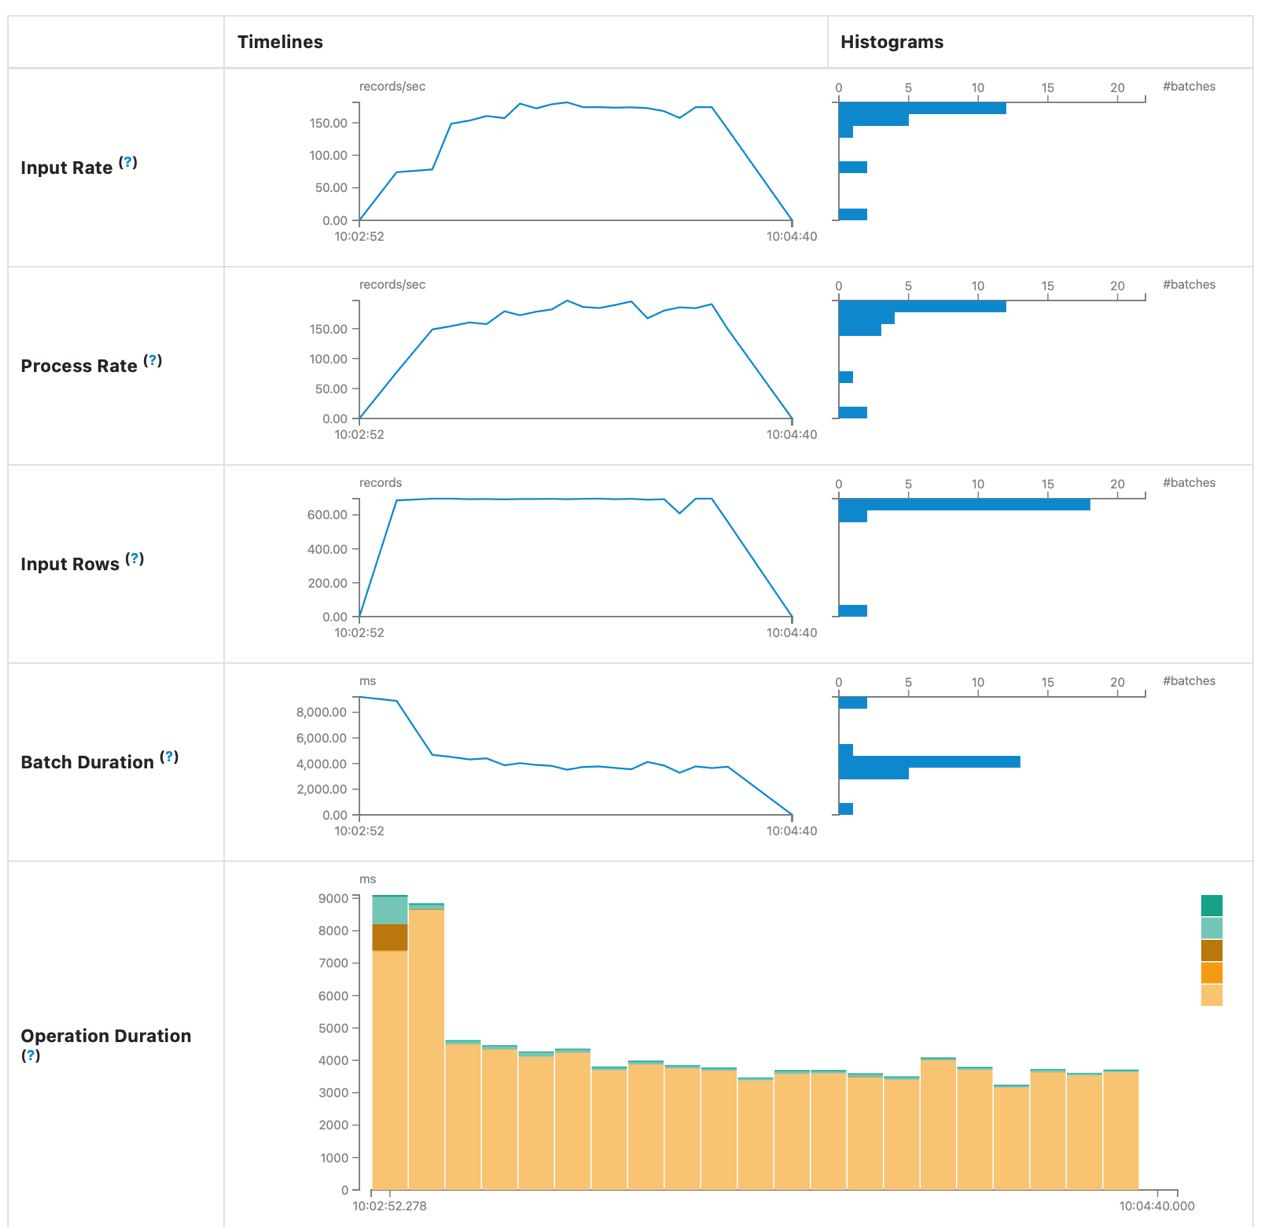 Timelines
Histograms
Input Rate (?)
records/sec
150.00
100.00
50.00
0.00
10:02:52
10:04:40
0 5 10 15 20 #batches
Process Rate (?)
records/sec
150.00
100.00
50.00
0.00
10:02:52
10:04:40
0 5 10 15 20 #batches
Input Rows (?)
records
600.00
400.00
200.00
0.00
10:02:52
10:04:40
0 5 10 15 20 #batches
Batch Duration (?)
ms
8,000.00
6,000.00
4,000.00
2,000.00
0.00
10:02:52
10:04:40
0 5 10 15 20 #batches
Operation Duration
(?)
ms
9000
8000
7000
6000
5000
4000
3000
2000
1000
0
10:02:52.278
10:04:40.000